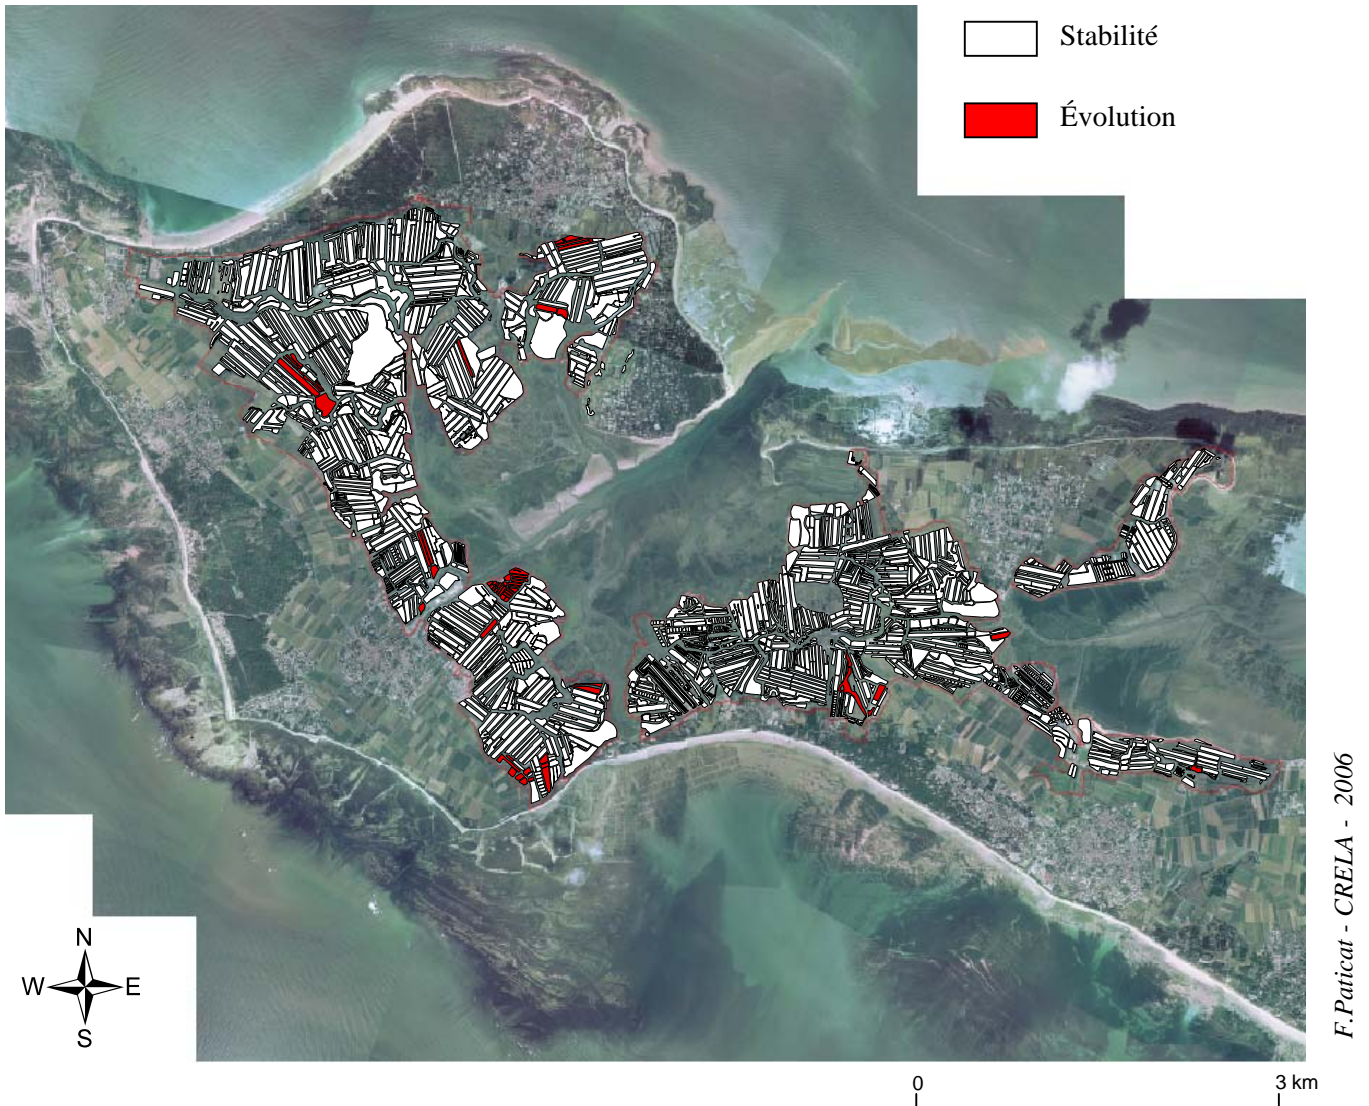 Stabilité
Évolution
N
W E
S
F.Paticat - CRELA - 2006
0 3 km